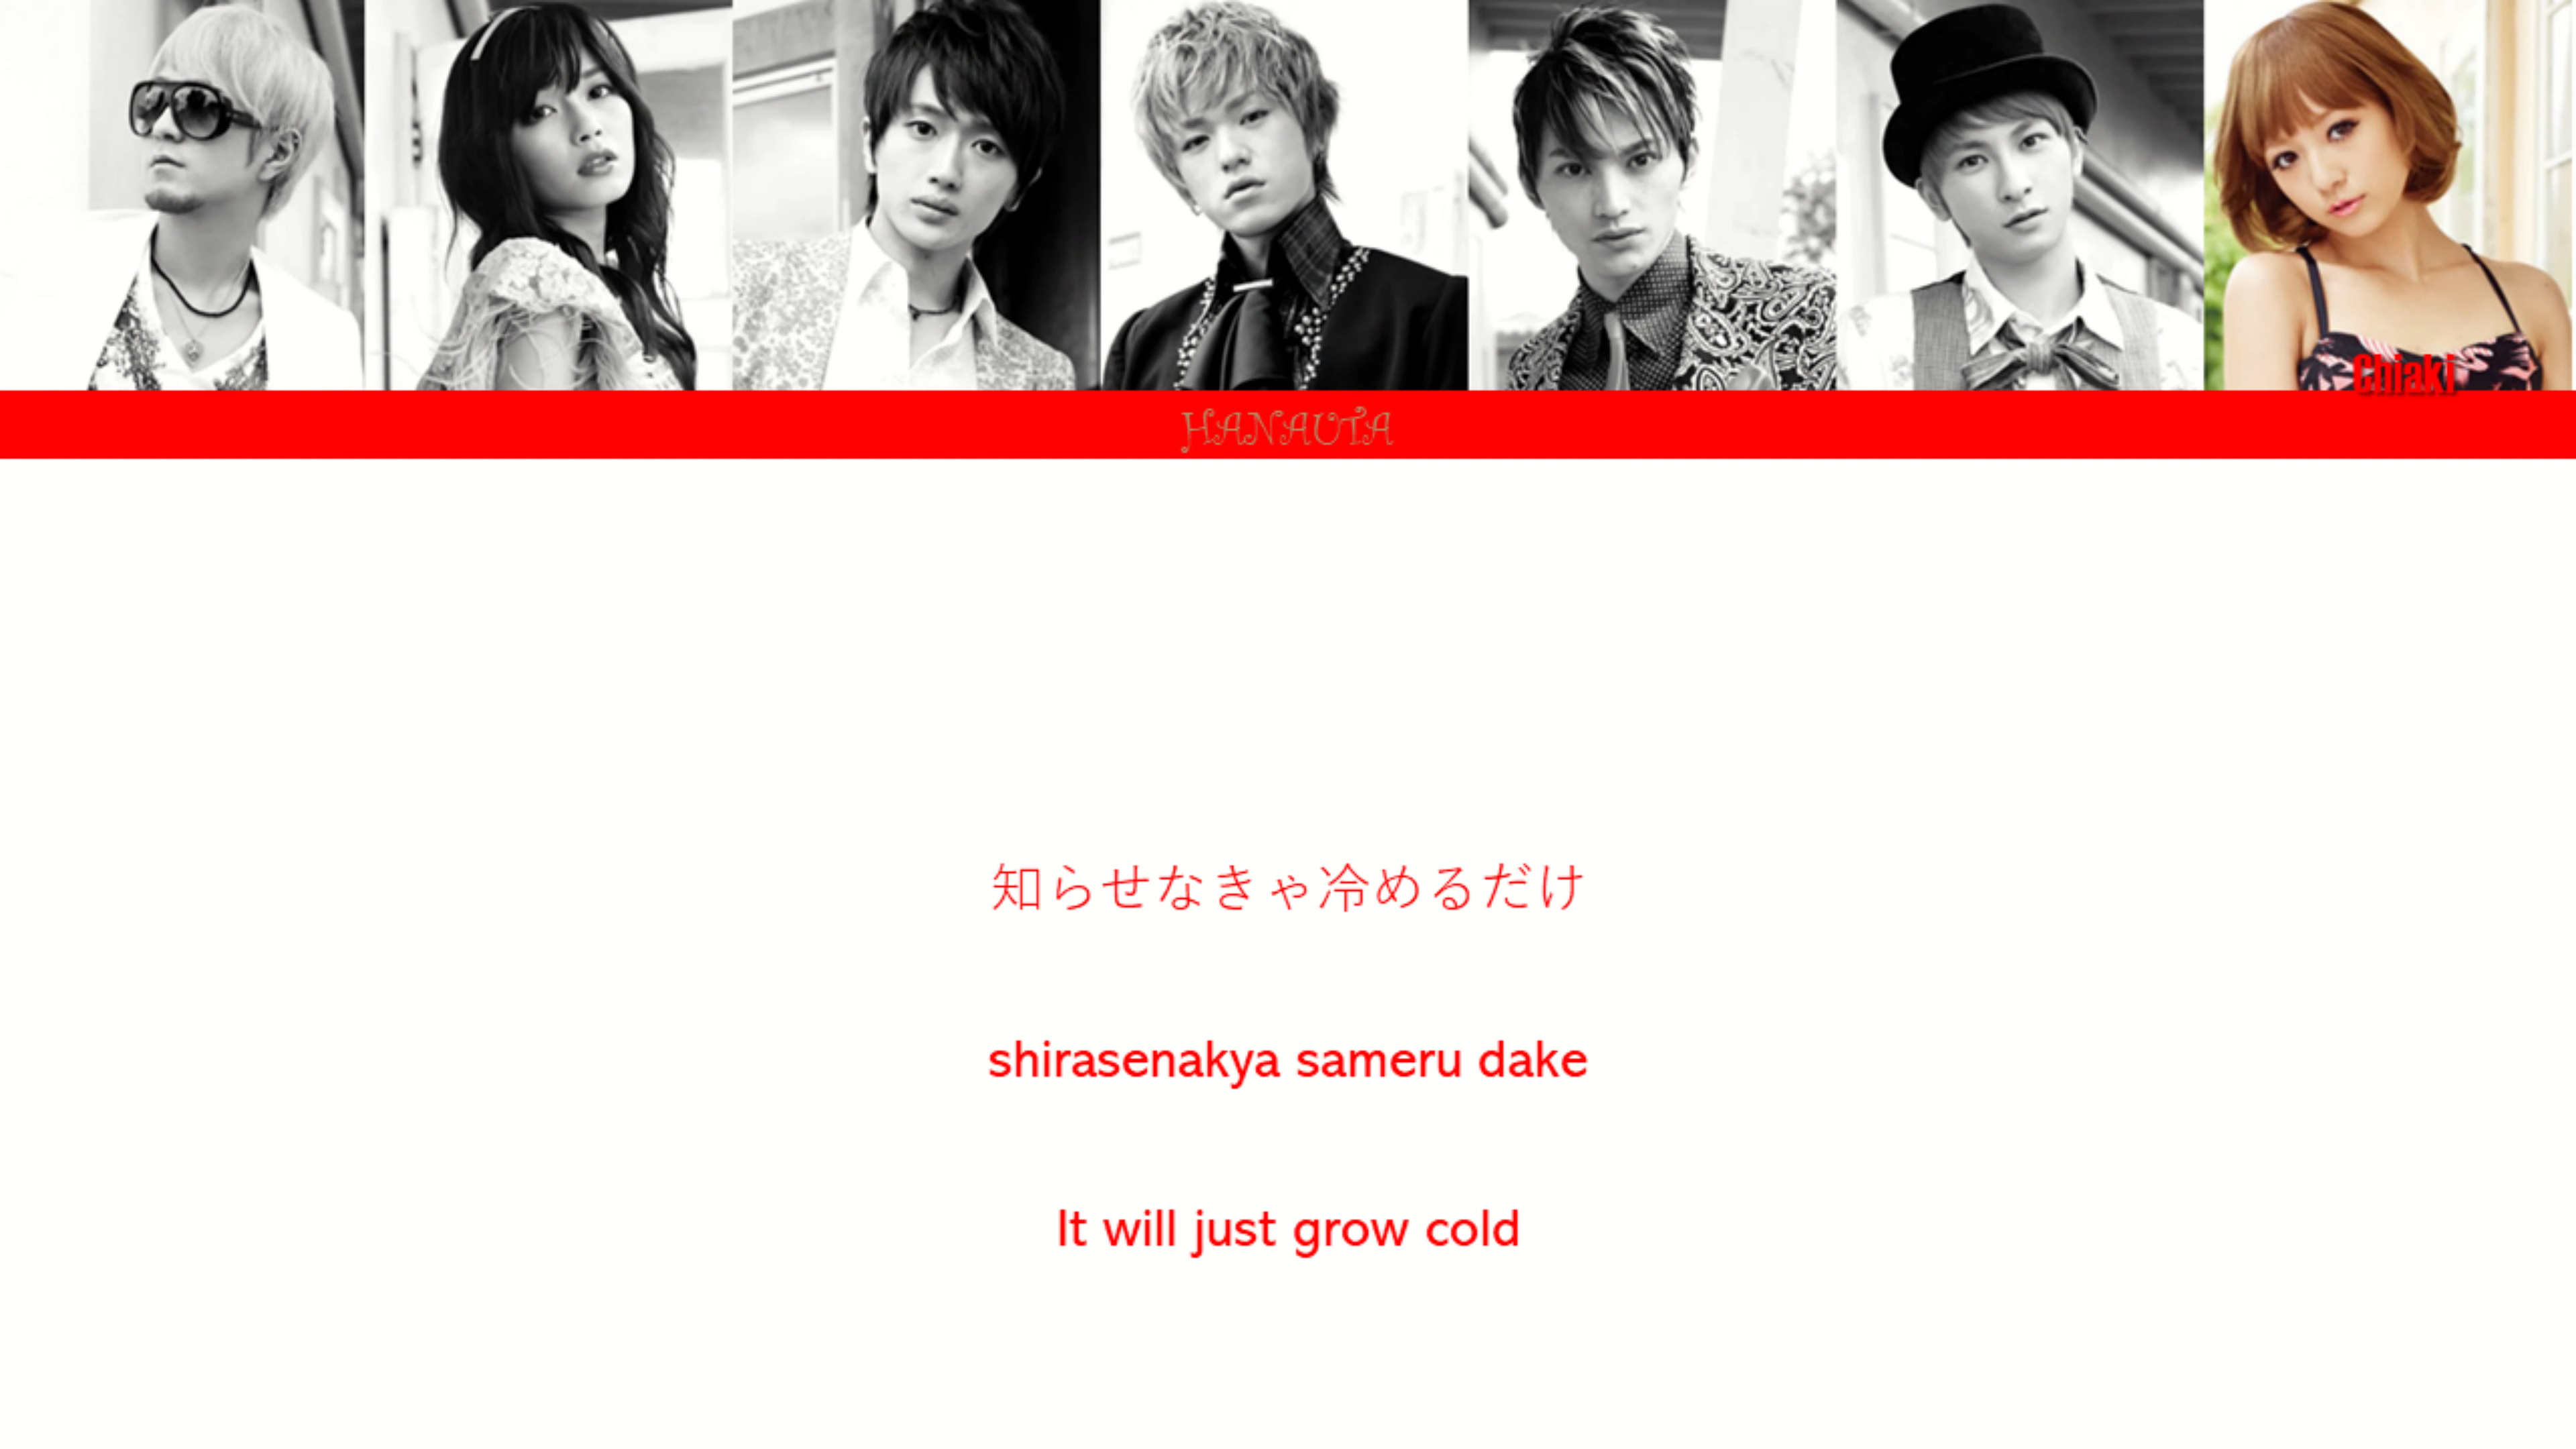 Chiaki
HANAUTA
知らせなきゃ冷めるだけ
shirasenakya sameru dake
It will just grow cold